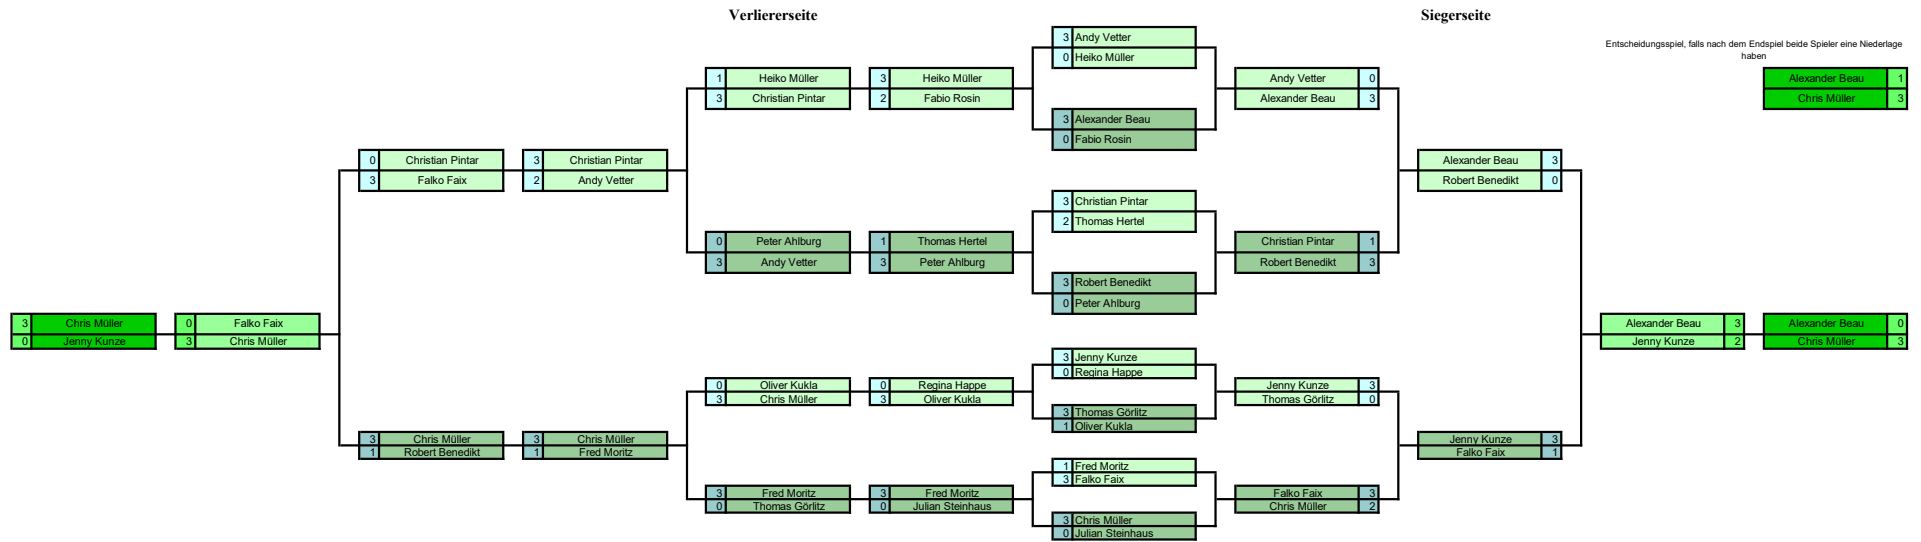 Verliererseite
Siegerseite
Entscheidungsspiel, falls nach dem Endspiel beide Spieler eine Niederlage
haben
3 Andy Vetter
0 Heiko Müller
1 Heiko Müller
3 Christian Pintar
3 Heiko Müller
2 Fabio Rosin
Andy Vetter 0
Alexander Beau 3
Alexander Beau 1
Chris Müller 3
3 Alexander Beau
0 Fabio Rosin
0 Christian Pintar
3 Falko Faix
3 Christian Pintar
2 Andy Vetter
Alexander Beau 3
Robert Benedikt 0
3 Christian Pintar
2 Thomas Hertel
0 Peter Ahlburg
3 Andy Vetter
1 Thomas Hertel
3 Peter Ahlburg
Christian Pintar 1
Robert Benedikt 3
3 Robert Benedikt
0 Peter Ahlburg
3 Chris Müller
0 Jenny Kunze
0 Falko Faix
3 Chris Müller
Alexander Beau 3
Jenny Kunze 2
Alexander Beau 0
Chris Müller 3
3 Jenny Kunze
0 Regina Happe
0 Oliver Kukla
3 Chris Müller
0 Regina Happe
3 Oliver Kukla
Jenny Kunze 3
Thomas Görlitz 0
3 Thomas Görlitz
1 Oliver Kukla
3 Chris Müller
1 Robert Benedikt
3 Chris Müller
1 Fred Moritz
Jenny Kunze 3
Falko Faix 1
1 Fred Moritz
3 Falko Faix
3 Fred Moritz
0 Thomas Görlitz
3 Fred Moritz
0 Julian Steinhaus
Falko Faix 3
Chris Müller 2
3 Chris Müller
0 Julian Steinhaus